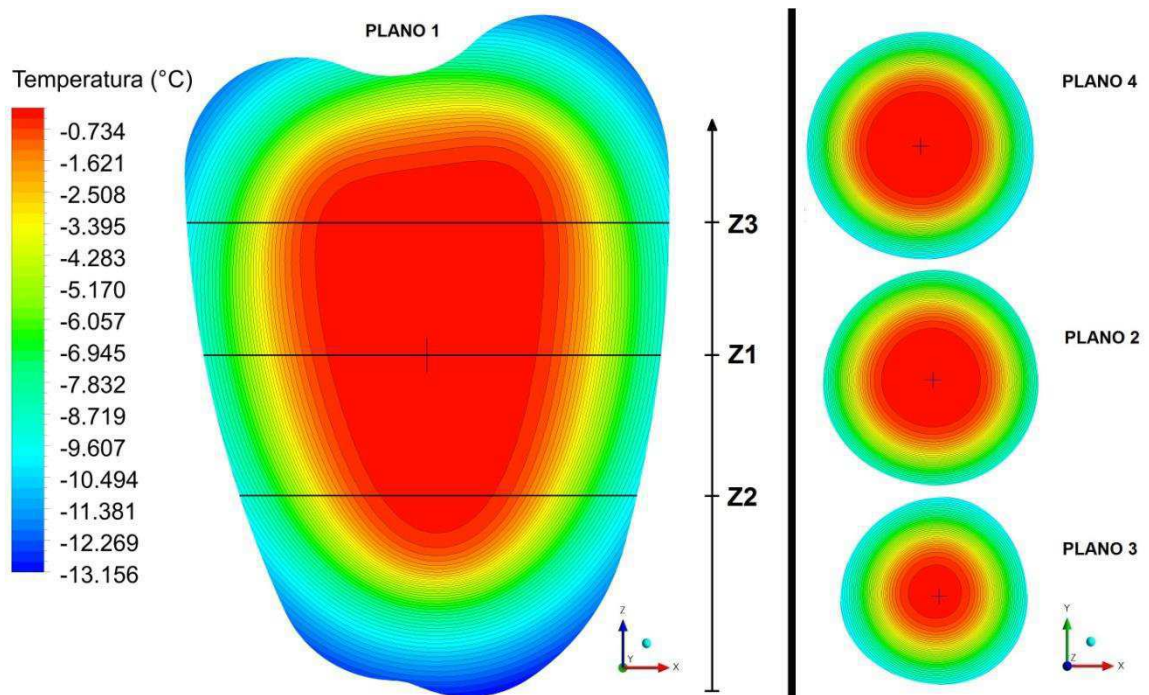 PLANO 1
Temperatura (°C)
-0.734
-1.621
-2.508
-3.395
-4.283
-5.170
-6.057
-6.945
-7.832
-8.719
-9.607
-10.494
-11.381
-12.269
-13.156
Z3
Z1
Z2
Z
Y
X
PLANO 4
PLANO 2
PLANO 3
Y
Z
X